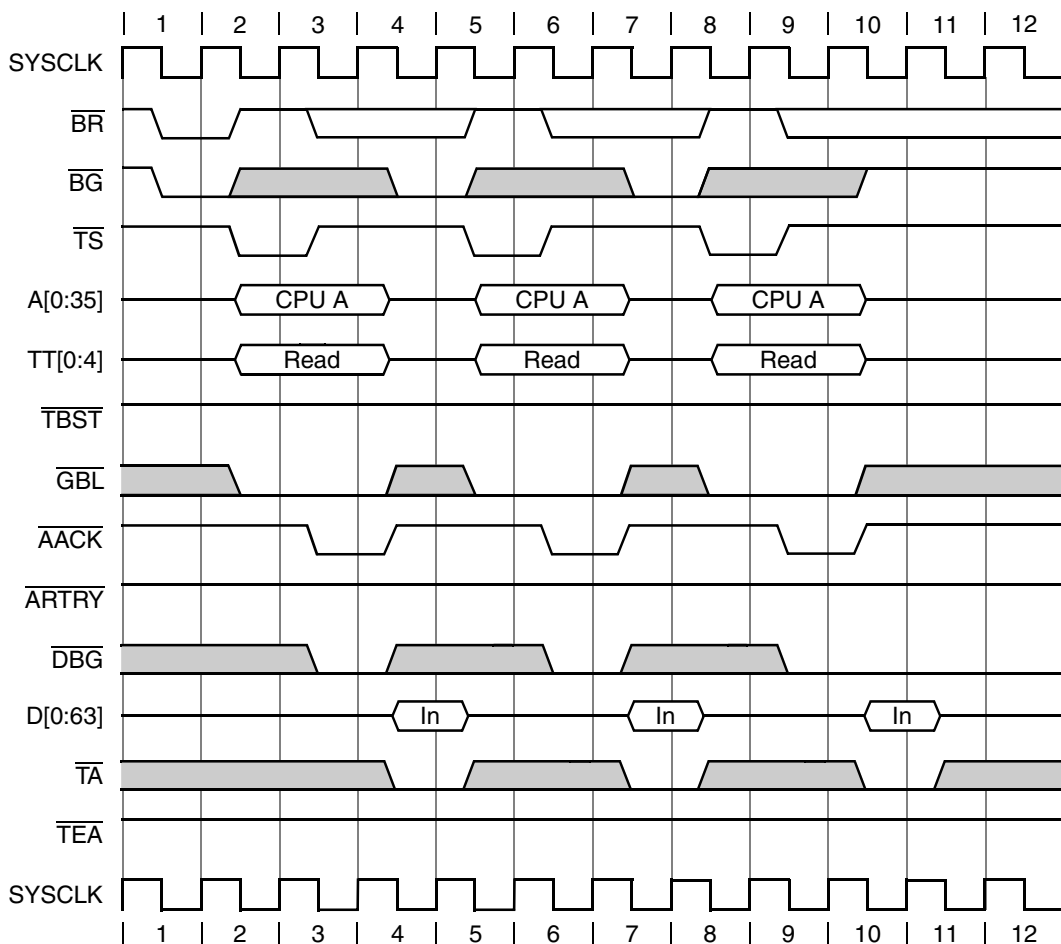 1 2 3 4 5 6 7 8 9 10 11 12
SYSCLK
BR
BG
TS
A[0:35] CPU A CPU A CPU A
TT[0:4] Read Read Read
TBST
GBL
AACK
ARTRY
DBG
D[0:63] In In In
TA
TEA
SYSCLK
1 2 3 4 5 6 7 8 9 10 11 12